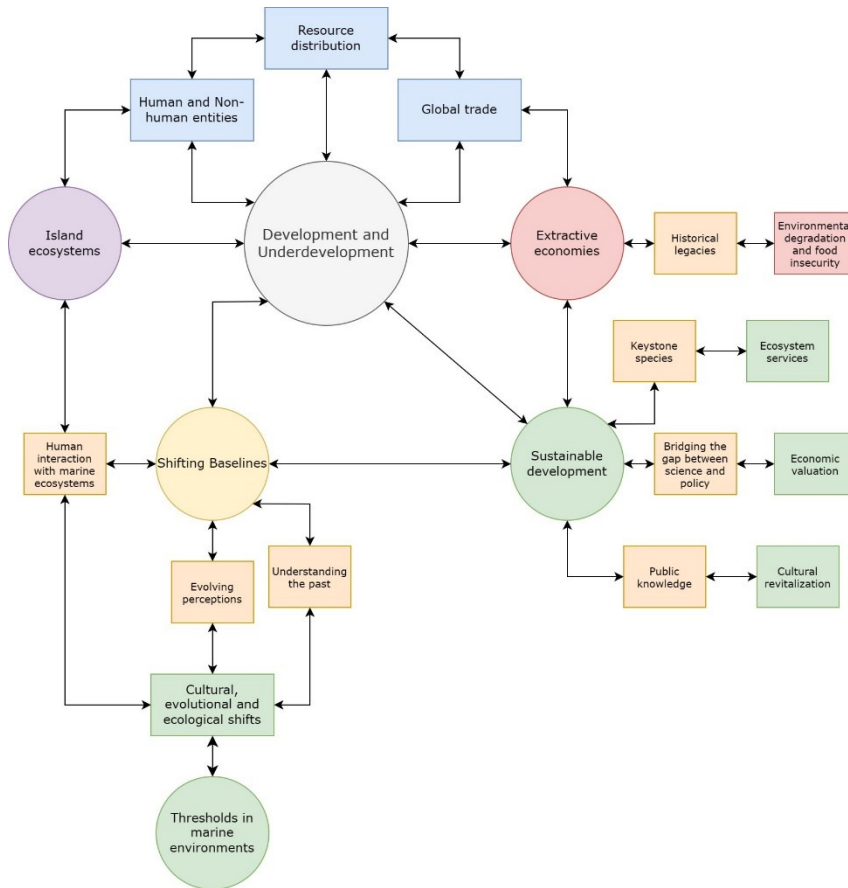 Resource
distribution
Human and Non-
human entities
Global trade
Island
ecosystems
Development and
Underdevelopment
Extractive
economies
Historical
legacies
Environmental
degradation
and food
insecurity
Keystone
species
Ecosystem
services
Human
interaction
with marine
ecosystems
Shifting Baselines
Sustainable
development
Bridging the
gap between
science and
policy
Economic
valuation
Evolving
perceptions
Understanding
the past
Public
knowledge
Cultural
revitalization
Cultural,
evolutional and
ecological shifts
Thresholds in
marine
environments